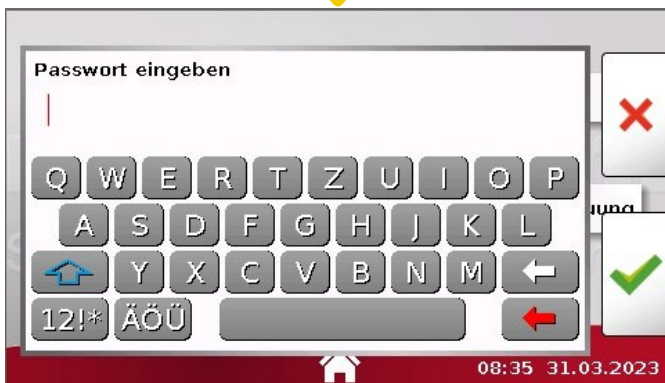 Passwort eingeben
Q W E R T Z U I O P
A S D F G H J K L
Y X C V B N M
12!* ÄÖÜ
08:35 31.03.2023